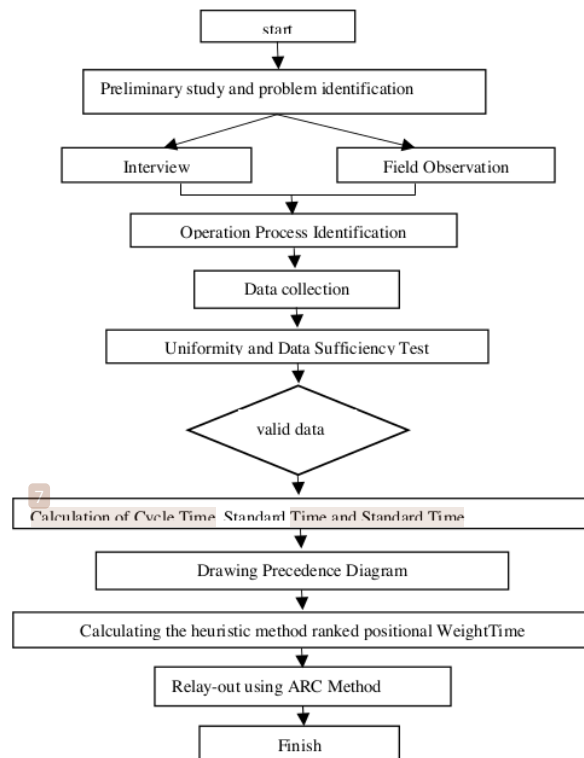 start
Preliminary study and problem identification
Interview
Field Observation
Operation Process Identification
Data collection
Uniformity and Data Sufficiency Test
valid data
7
Calculation of Cycle Time, Standard Time and Standard Time
Drawing Precedence Diagram
Calculating the heuristic method ranked positional WeightTime
Relay-out using ARC Method
Finish